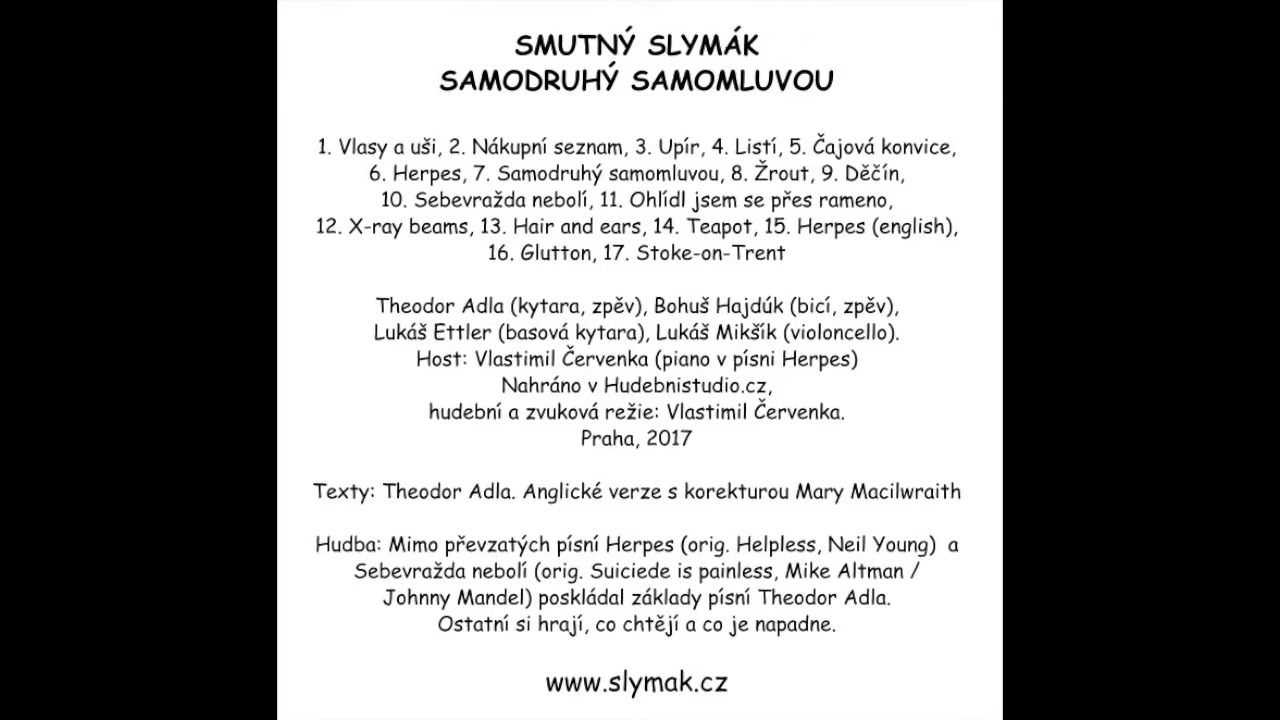 SMUTNÝ SLYMÁK
SAMODRUHÝ SAMOMLUVOU
1. Vlasy a uši, 2. Nákupní seznam, 3. Upír, 4. Listí, 5. Čajová konvice,
6. Herpes, 7. Samodruhý samomluvou, 8. Žrout, 9. Děčín,
10. Sebevražda nebolí, 11. Ohlídl jsem se přes rameno,
12. X-ray beams, 13. Hair and ears, 14. Teapot, 15. Herpes (english),
16. Glutton, 17. Stoke-on-Trent
Theodor Adla (kytara, zpěv), Bohuš Hajdúk (bicí, zpěv),
Lukáš Ettler (basová kytara), Lukáš Mikšík (violoncello).
Host: Vlastimil Červenka (piano v písni Herpes)
Nahráno v Hudebnistudio.cz,
hudební a zvuková režie: Vlastimil Červenka.
Praha, 2017
Texty: Theodor Adla. Anglické verze s korekturou Mary Macilwraith
Hudba: Mimo převzatých písní Herpes (orig. Helpless, Neil Young) a
Sebevražda nebolí (orig. Suiciede is painless, Mike Altman /
Johnny Mandel) poskládal základy písní Theodor Adla.
Ostatní si hrají, co chtějí a co je napadne.
www.slymak.cz